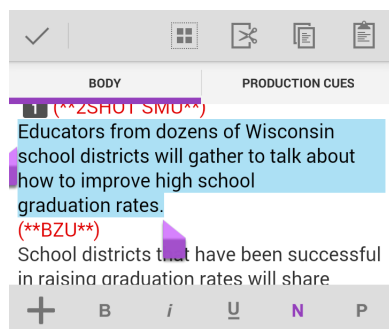 BODY PRODUCTION CUES
1 (**2SHOT SMU**)
Educators from dozens of Wisconsin
school districts will gather to talk about
how to improve high school
graduation rates.
(**BZU**)
School districts that have been successful
in raising graduation rates will share
B i U N P